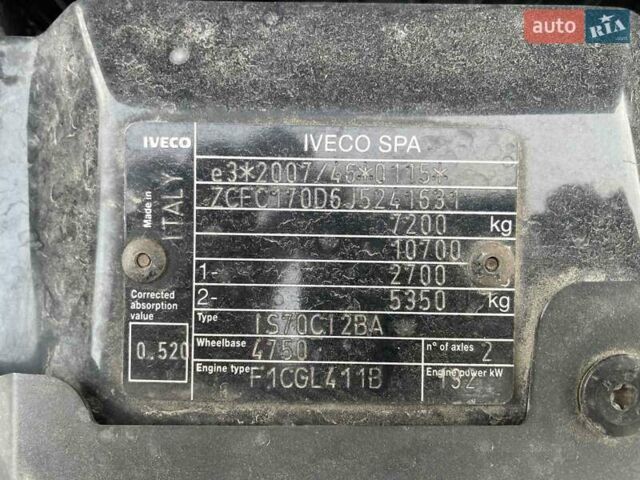 auto RIA .com
IVECO IVECO SPA
e3*2007/46*0115*
ZCFC170D6J5241631
7200 kg
10700
1- 2700
2- 5350 kg
Made in ITALY
Corrected absorption value
0.520
Type IS70CI2BA
Wheelbase 4750 n° of axles 2
Engine type F1CGL411B Engine power kW 132